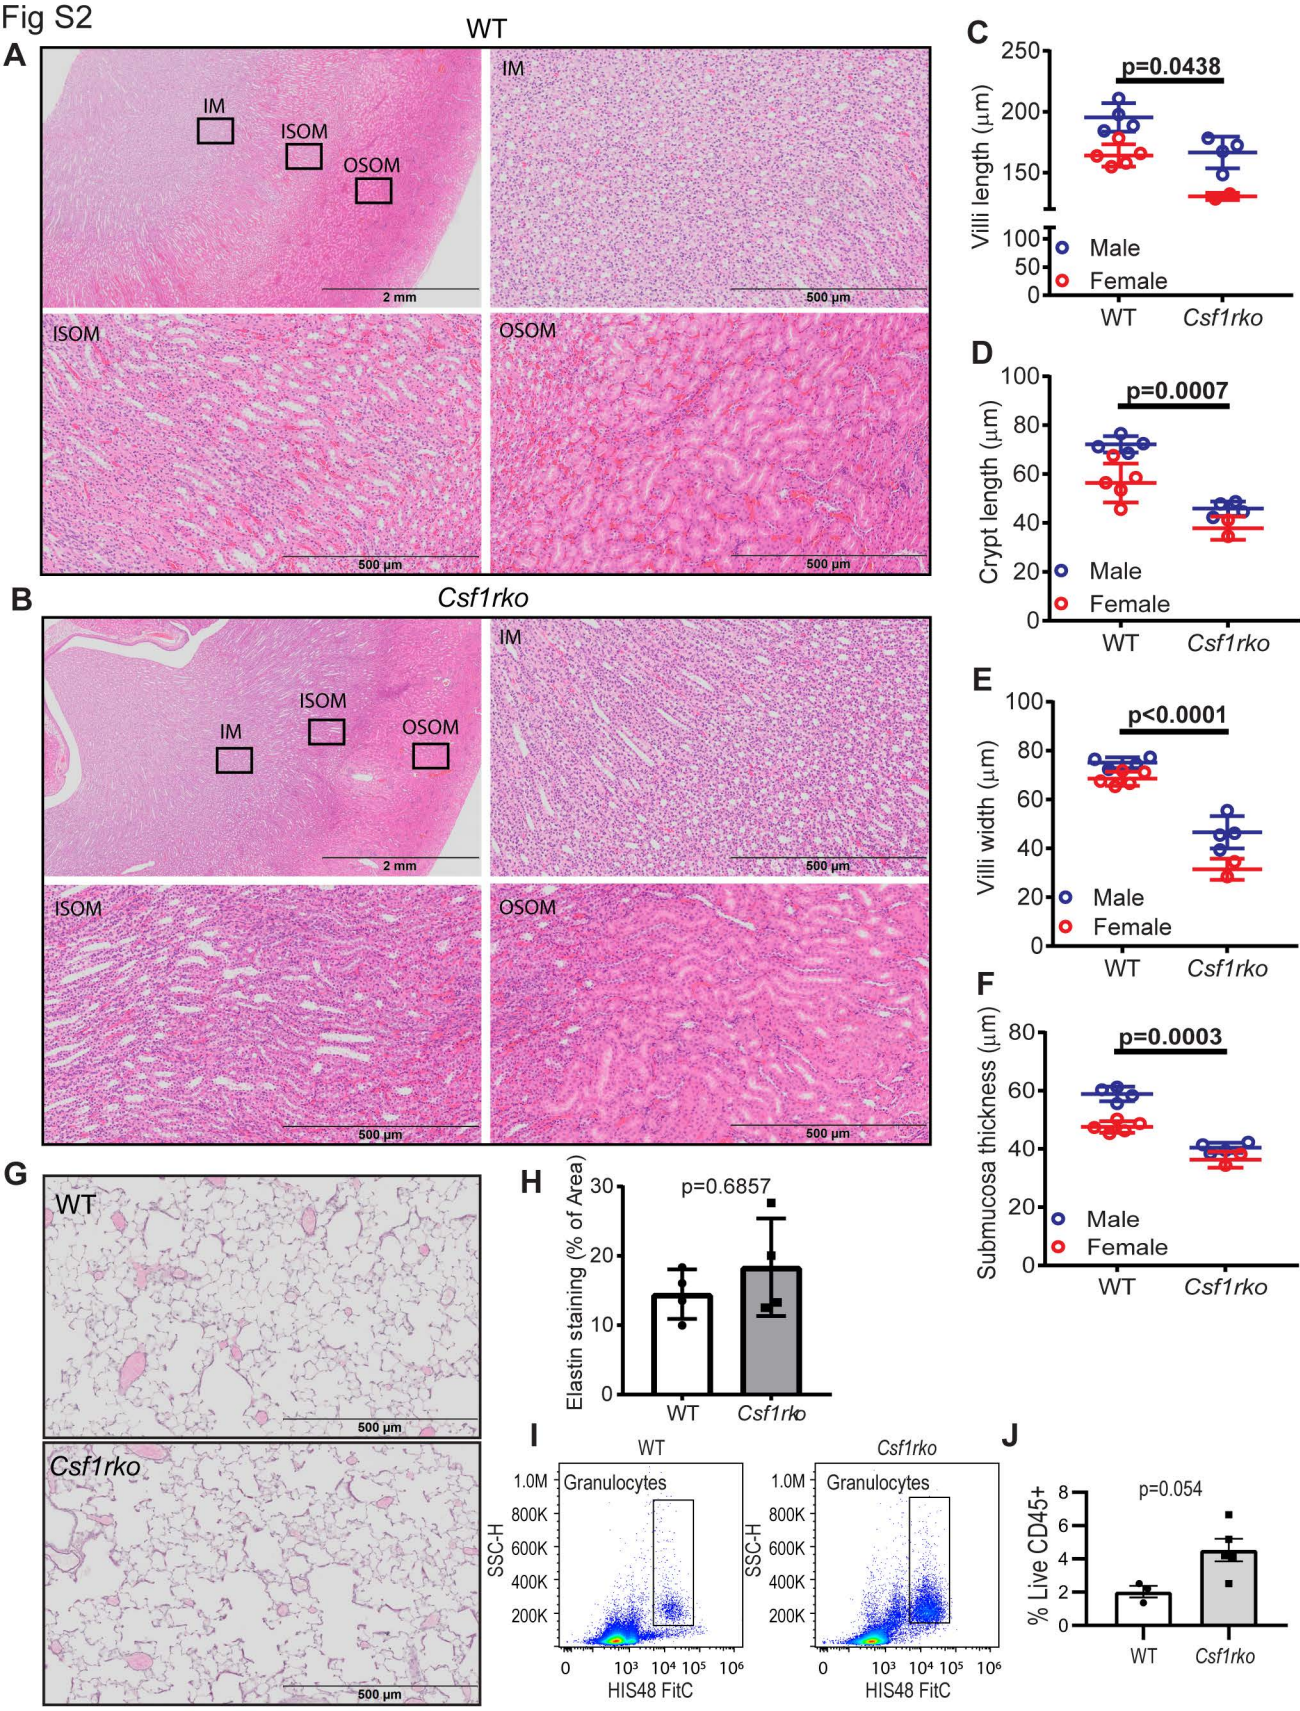 Fig S2
WT
A
IM
ISOM
OSOM
2 mm
IM
500 µm
ISOM
500 µm
OSOM
500 µm
B
Csf1rko
IM
ISOM
OSOM
2 mm
IM
500 µm
ISOM
500 µm
OSOM
500 µm
C
Villi length (µm)
250
200
150
100
50
0
p=0.0438
Male
Female
WT
Csf1rko
D
Crypt length (µm)
100
80
60
40
20
0
p=0.0007
Male
Female
WT
Csf1rko
E
Villi width (µm)
100
80
60
40
20
0
p<0.0001
Male
Female
WT
Csf1rko
F
Submucosa thickness (µm)
80
60
40
20
0
p=0.0003
Male
Female
WT
Csf1rko
G
WT
500 µm
Csf1rko
500 µm
H
Elastin staining (% of Area)
30
20
10
0
p=0.6857
WT
Csf1rko
I
WT
Granulocytes
SSC-H
1.0M
800K
600K
400K
200K
0 10³ 10⁴ 10⁵ 10⁶
HIS48 FitC
Csf1rko
Granulocytes
SSC-H
1.0M
800K
600K
400K
200K
0 10³ 10⁴ 10⁵ 10⁶
HIS48 FitC
J
% Live CD45+
8
6
4
2
0
p=0.054
WT
Csf1rko